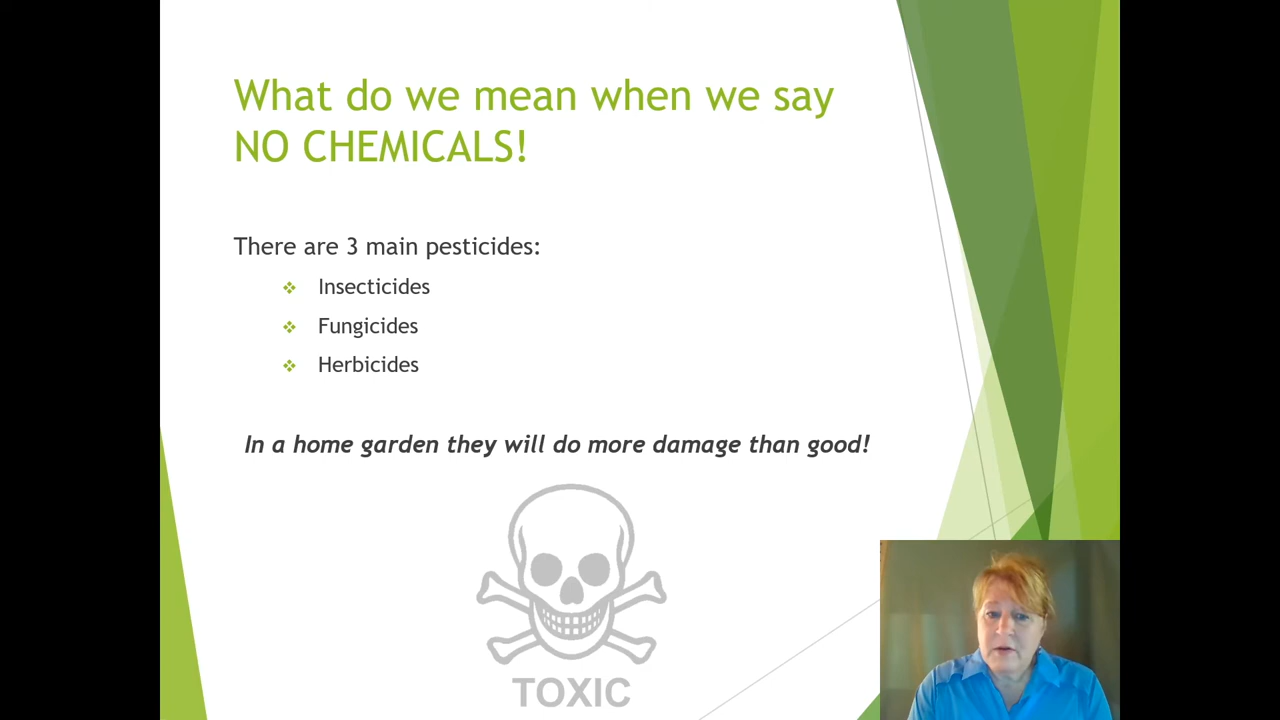 What do we mean when we say
NO CHEMICALS!
There are 3 main pesticides:
Insecticides
Fungicides
Herbicides
In a home garden they will do more damage than good!
TOXIC